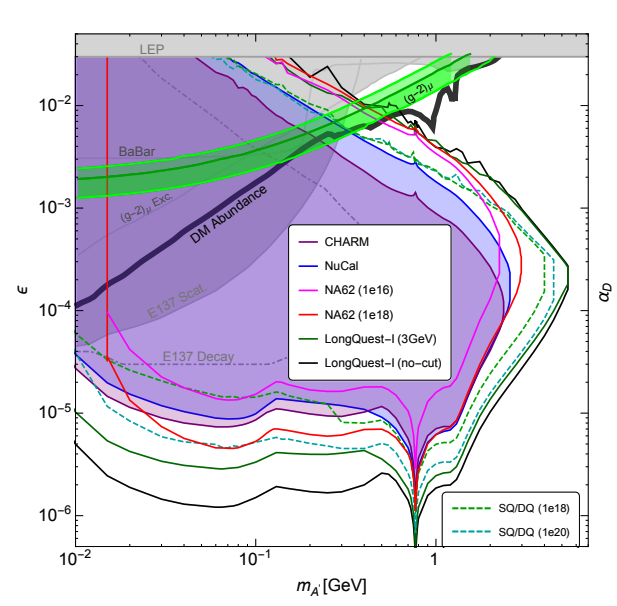 LEP
10⁻²
(g−2)μ
BaBar
(g−2)μ Exc.
DM Abundance
10⁻³
CHARM
NuCal
NA62 (1e16)
NA62 (1e18)
LongQuest−I (3GeV)
LongQuest−I (no−cut)
ϵ
α_D
E137 Scat
10⁻⁴
E137 Decay
10⁻⁵
SQ/DQ (1e18)
SQ/DQ (1e20)
10⁻⁶
10⁻² 10⁻¹ 1
m_A' [GeV]